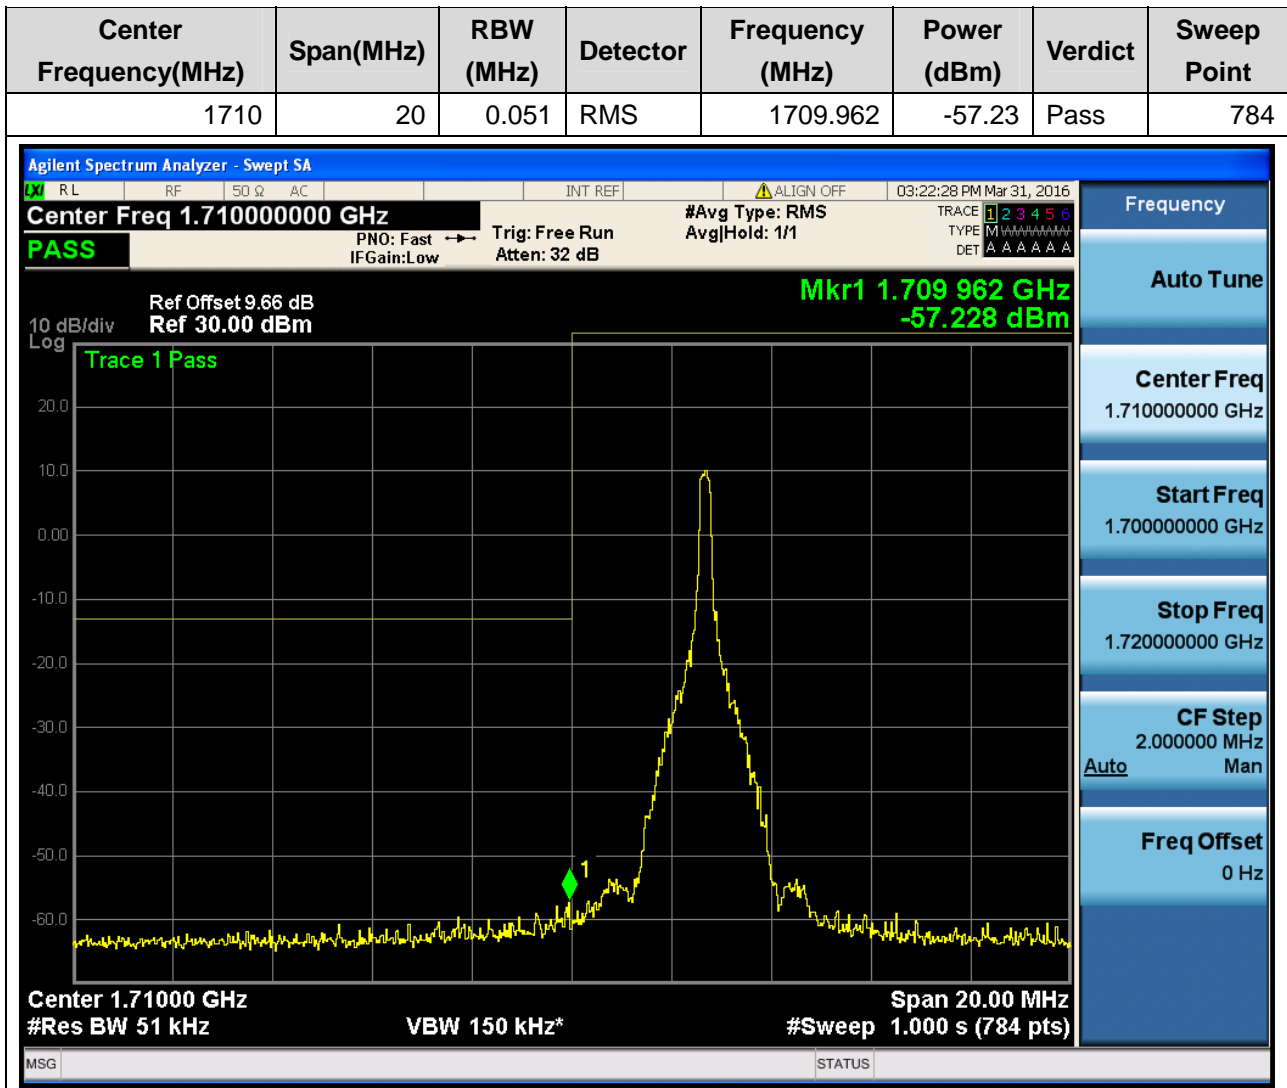 Center Frequency(MHz) Span(MHz) RBW (MHz) Detector Frequency (MHz) Power (dBm) Verdict Sweep Point
1710 20 0.051 RMS 1709.962 -57.23 Pass 784
Agilent Spectrum Analyzer - Swept SA
LXI RL RF 50 Ω AC INT REF ALIGN OFF 03:22:28 PM Mar 31, 2016
Center Freq 1.710000000 GHz
PASS
PNO: Fast
IFGain:Low
Trig: Free Run
Atten: 32 dB
#Avg Type: RMS
Avg|Hold: 1/1
TRACE 1 2 3 4 5 6
TYPE M
DET A A A A A A
Mkr1 1.709 962 GHz
-57.228 dBm
Ref Offset 9.66 dB
10 dB/div Ref 30.00 dBm
Log
Trace 1 Pass
20.0
10.0
0.00
-10.0
-20.0
-30.0
-40.0
-50.0
-60.0
1
Center 1.71000 GHz
Span 20.00 MHz
#Res BW 51 kHz
VBW 150 kHz*
#Sweep 1.000 s (784 pts)
MSG
STATUS
Frequency
Auto Tune
Center Freq
1.710000000 GHz
Start Freq
1.700000000 GHz
Stop Freq
1.720000000 GHz
CF Step
2.000000 MHz
Auto Man
Freq Offset
0 Hz